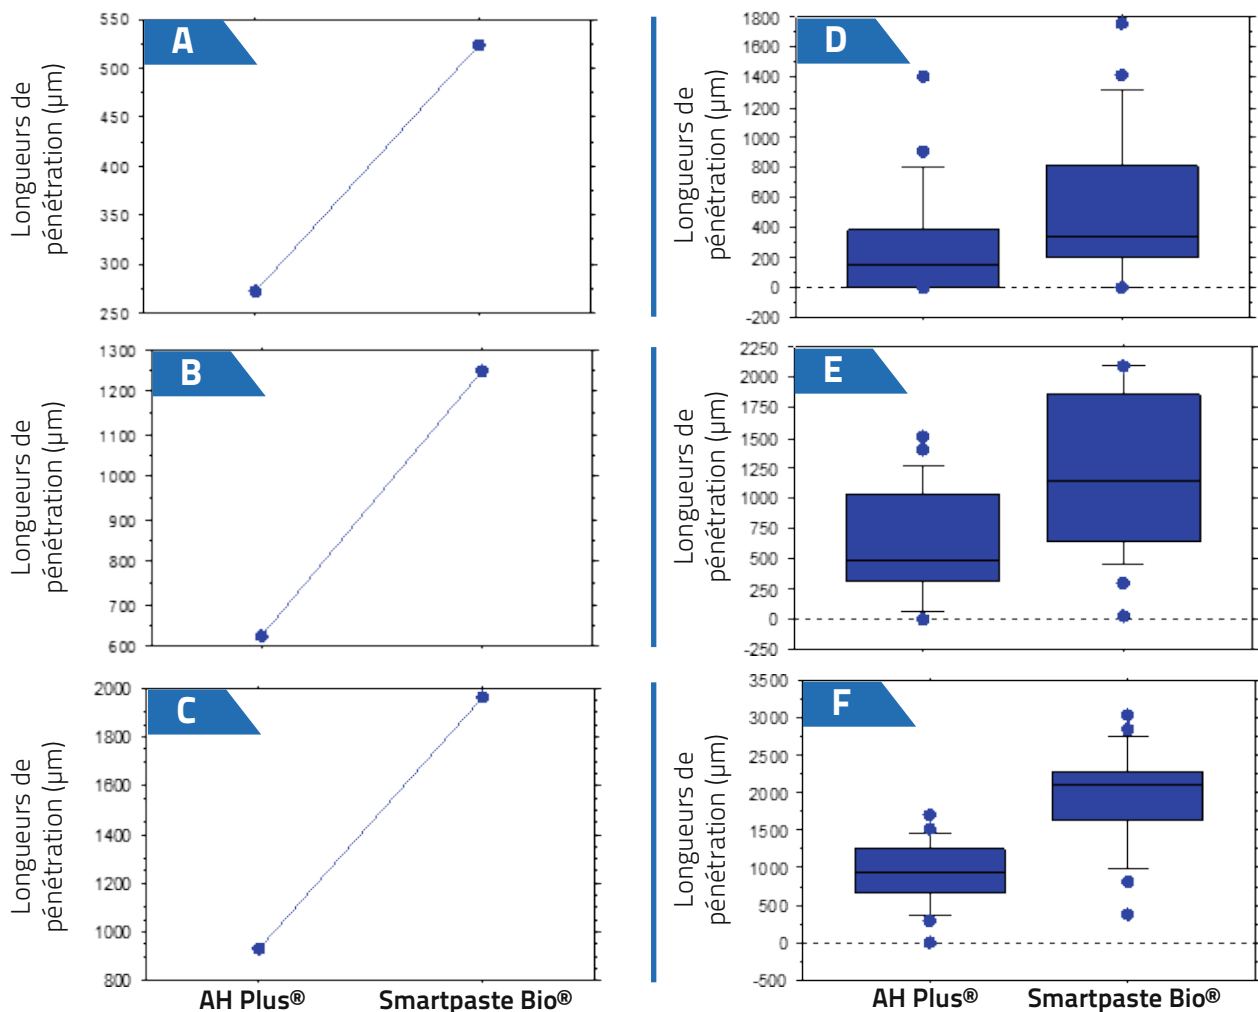 A
Longueurs de
pénétration (µm)
550
500
450
400
350
300
250
D
Longueurs de
pénétration (µm)
1800
1600
1400
1200
1000
800
600
400
200
0
-200
B
Longueurs de
pénétration (µm)
1300
1200
1100
1000
900
800
700
600
E
Longueurs de
pénétration (µm)
2250
2000
1750
1500
1250
1000
750
500
250
0
-250
C
Longueurs de
pénétration (µm)
2000
1800
1600
1400
1200
1000
800
AH Plus® Smartpaste Bio®
F
Longueurs de
pénétration (µm)
3500
3000
2500
2000
1500
1000
500
0
-500
AH Plus® Smartpaste Bio®